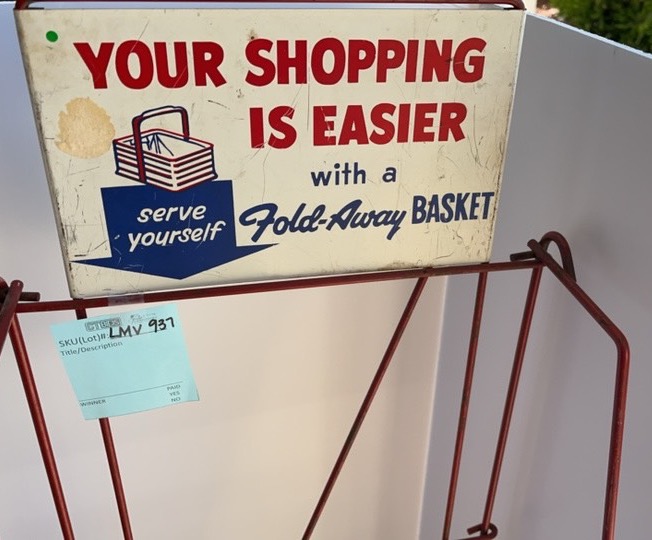 YOUR SHOPPING
IS EASIER
with a
serve
yourself
Fold-Away BASKET
SKU(Lot)#: LMV 937
Title/Description
PAID
WINNER YES
NO